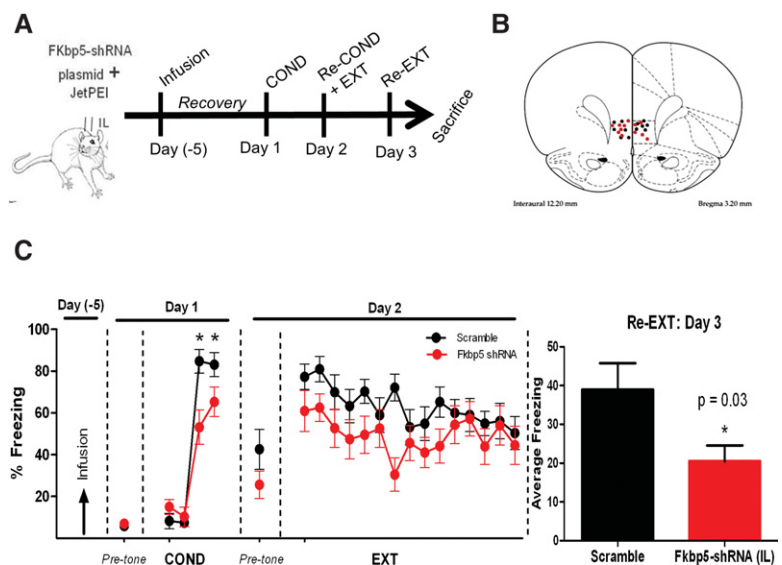 A
FKbp5-shRNA
plasmid +
JetPEI
IL
Infusion
Recovery
COND
Re-COND
+ EXT
Re-EXT
Sacrifice
Day (-5)
Day 1
Day 2
Day 3
B
Interaural 12.20 mm
Bregma 3.20 mm
C
Day (-5)
Day 1
Day 2
% Freezing
100
80
60
40
20
Infusion
* *
Scramble
Fkbp5 shRNA
Pre-tone
COND
Pre-tone
EXT
Re-EXT: Day 3
Average Freezing
50
40
30
20
10
0
p = 0.03
*
Scramble
Fkbp5-shRNA (IL)